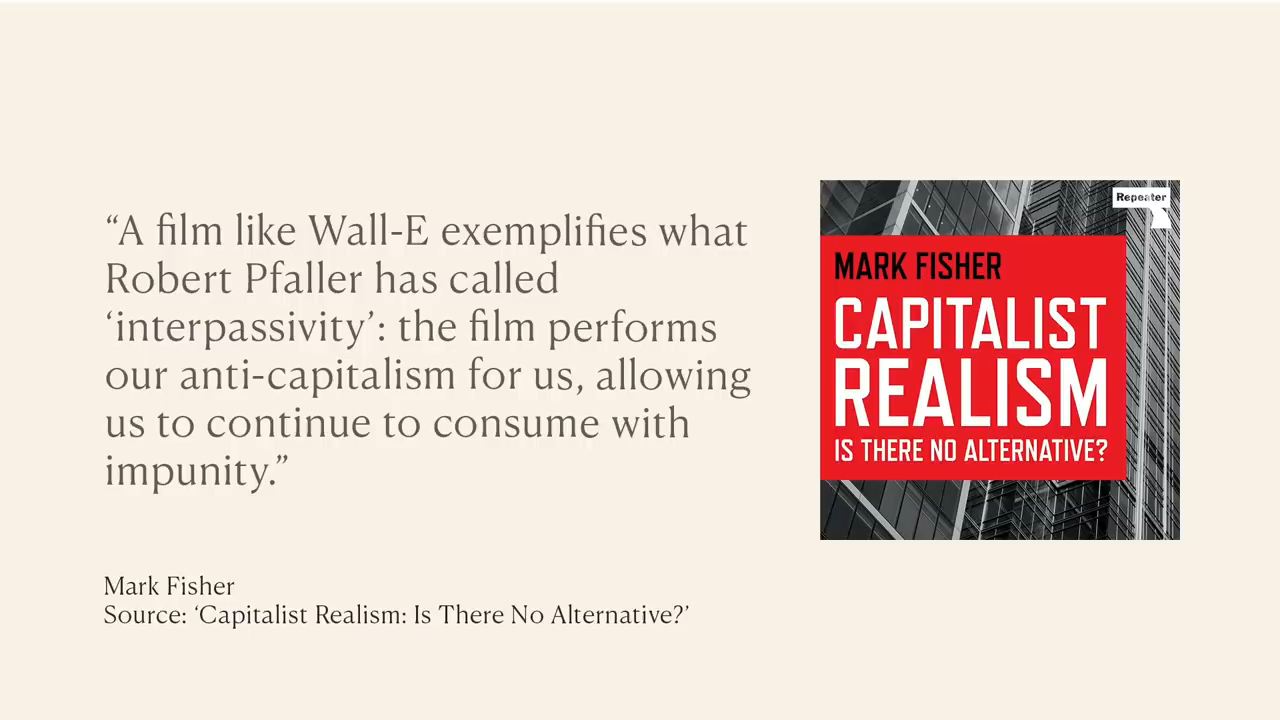 “A film like Wall-E exemplifies what
Robert Pfaller has called
‘interpassivity’: the film performs
our anti-capitalism for us, allowing
us to continue to consume with
impunity.”
Mark Fisher
Source: ‘Capitalist Realism: Is There No Alternative?’
Repeater
MARK FISHER
CAPITALIST
REALISM
IS THERE NO ALTERNATIVE?